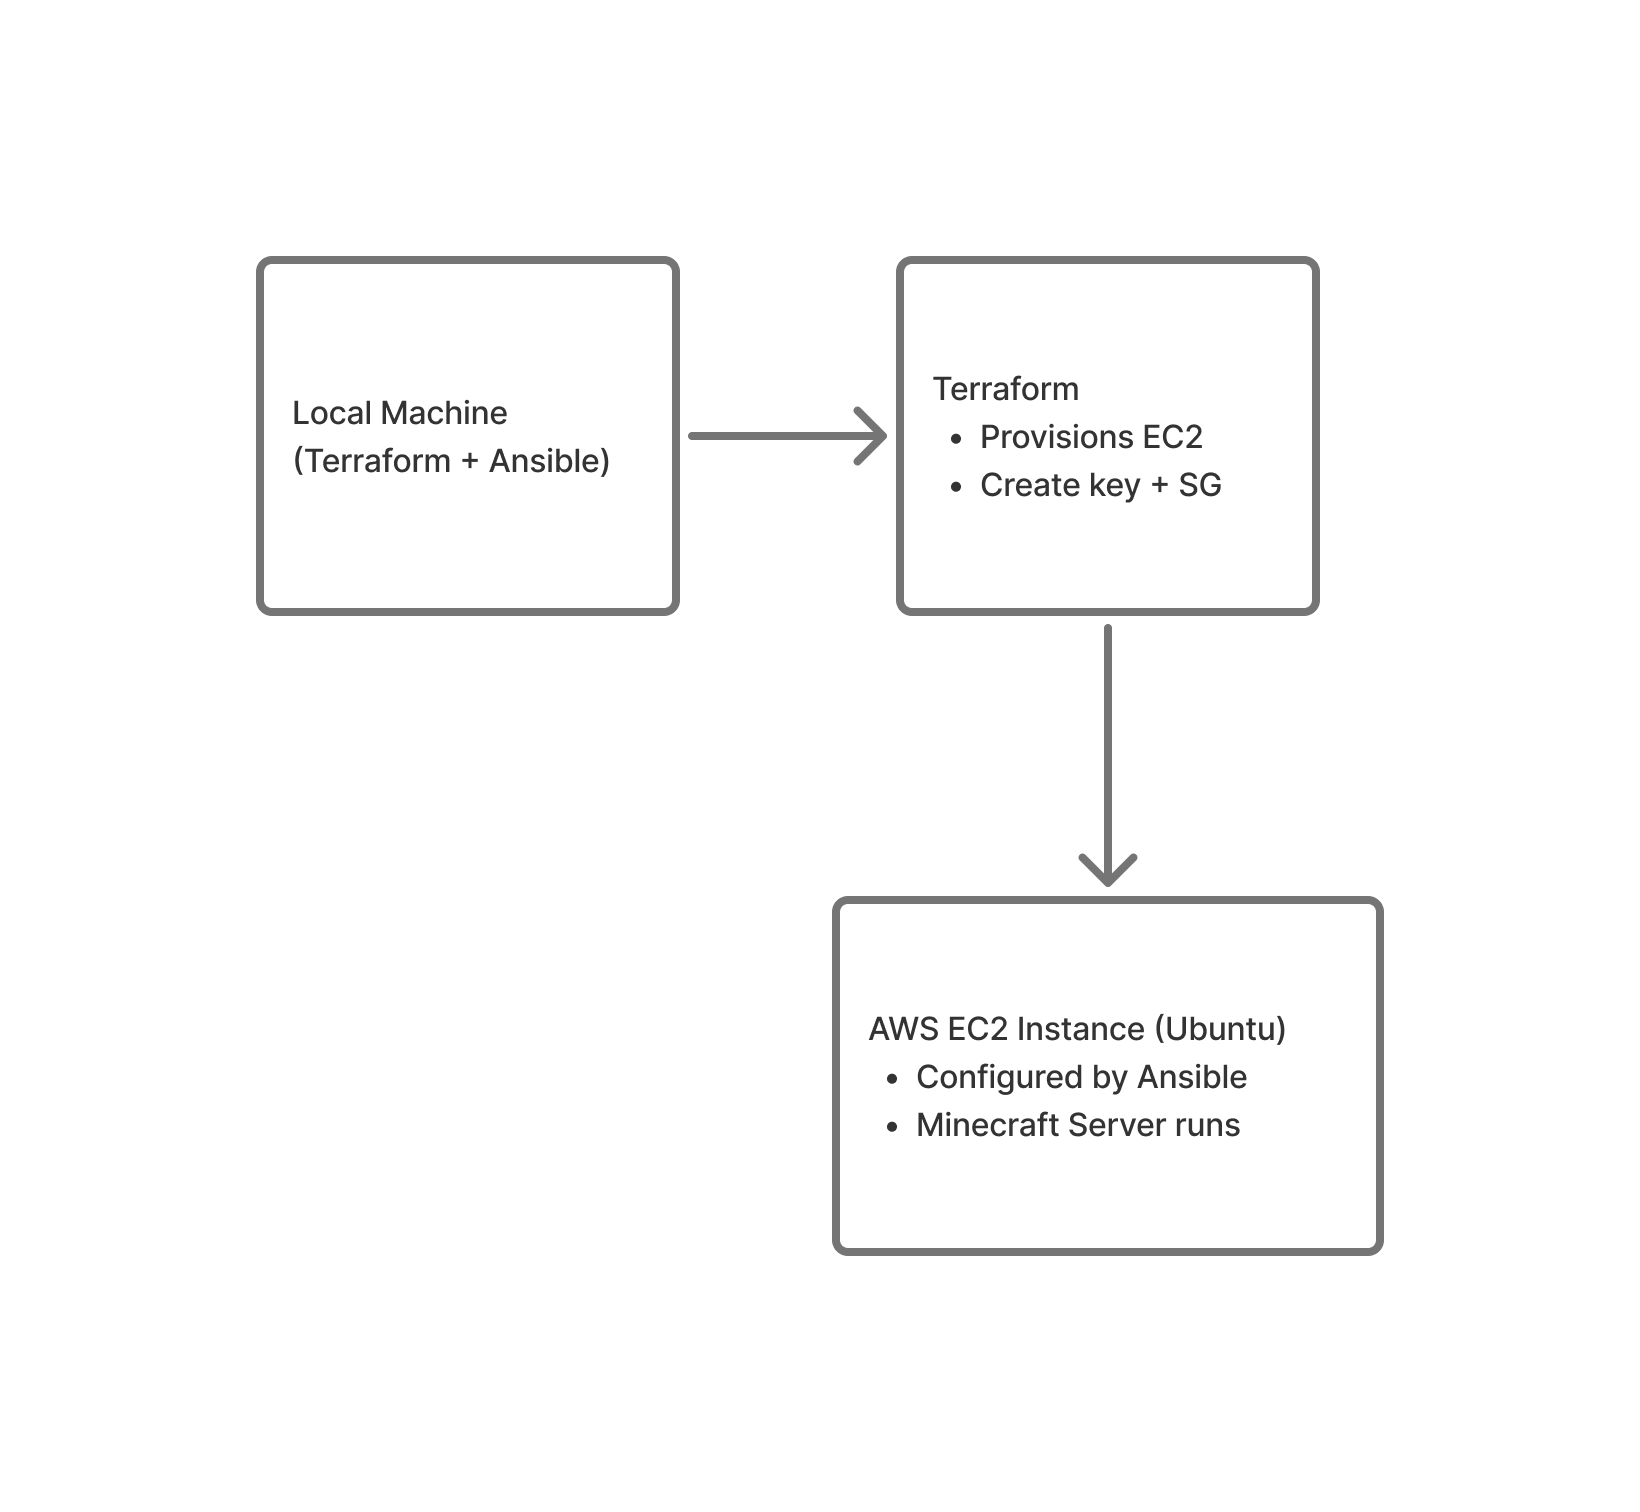 Local Machine
(Terraform + Ansible)
Terraform
• Provisions EC2
• Create key + SG
AWS EC2 Instance (Ubuntu)
• Configured by Ansible
• Minecraft Server runs